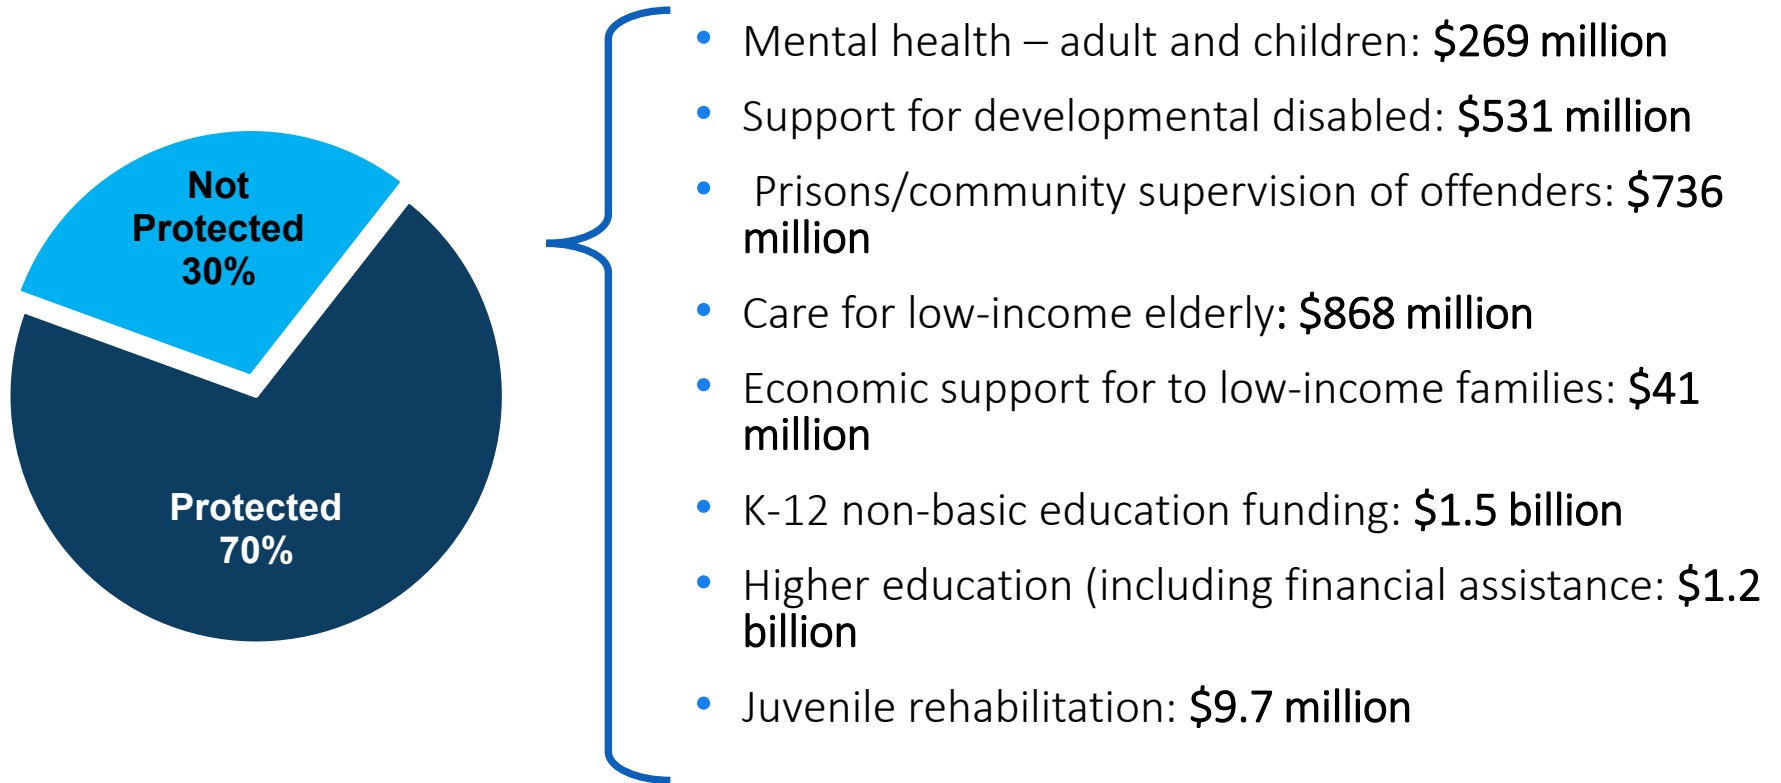 Not
Protected
30%
Protected
70%
• Mental health – adult and children: $269 million
• Support for developmental disabled: $531 million
• Prisons/community supervision of offenders: $736
million
• Care for low-income elderly: $868 million
• Economic support for to low-income families: $41
million
• K-12 non-basic education funding: $1.5 billion
• Higher education (including financial assistance: $1.2
billion
• Juvenile rehabilitation: $9.7 million